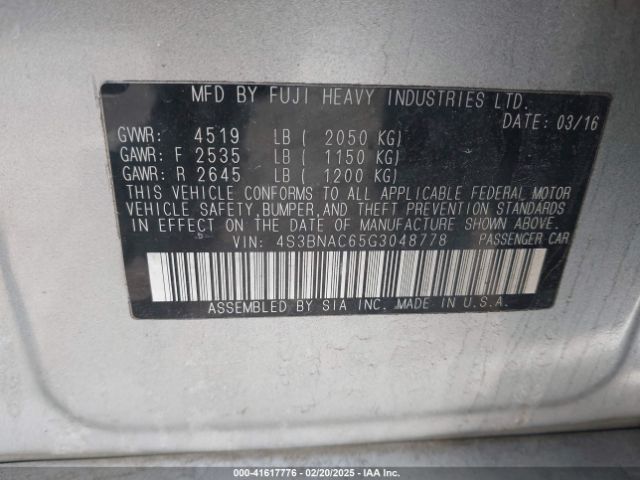 MFD BY FUJI HEAVY INDUSTRIES LTD.
DATE: 03/16
GVWR: 4519 LB ( 2050 KG)
GAWR: F 2535 LB ( 1150 KG)
GAWR: R 2645 LB ( 1200 KG)
THIS VEHICLE CONFORMS TO ALL APPLICABLE FEDERAL MOTOR
VEHICLE SAFETY,BUMPER,AND THEFT PREVENTION STANDARDS
IN EFFECT ON THE DATE OF MANUFACTURE SHOWN ABOVE.
VIN: 4S3BNAC65G3048778 PASSENGER CAR
ASSEMBLED BY SIA INC. MADE IN U.S.A.
000-41617776 — 02/20/2025 — IAA Inc.